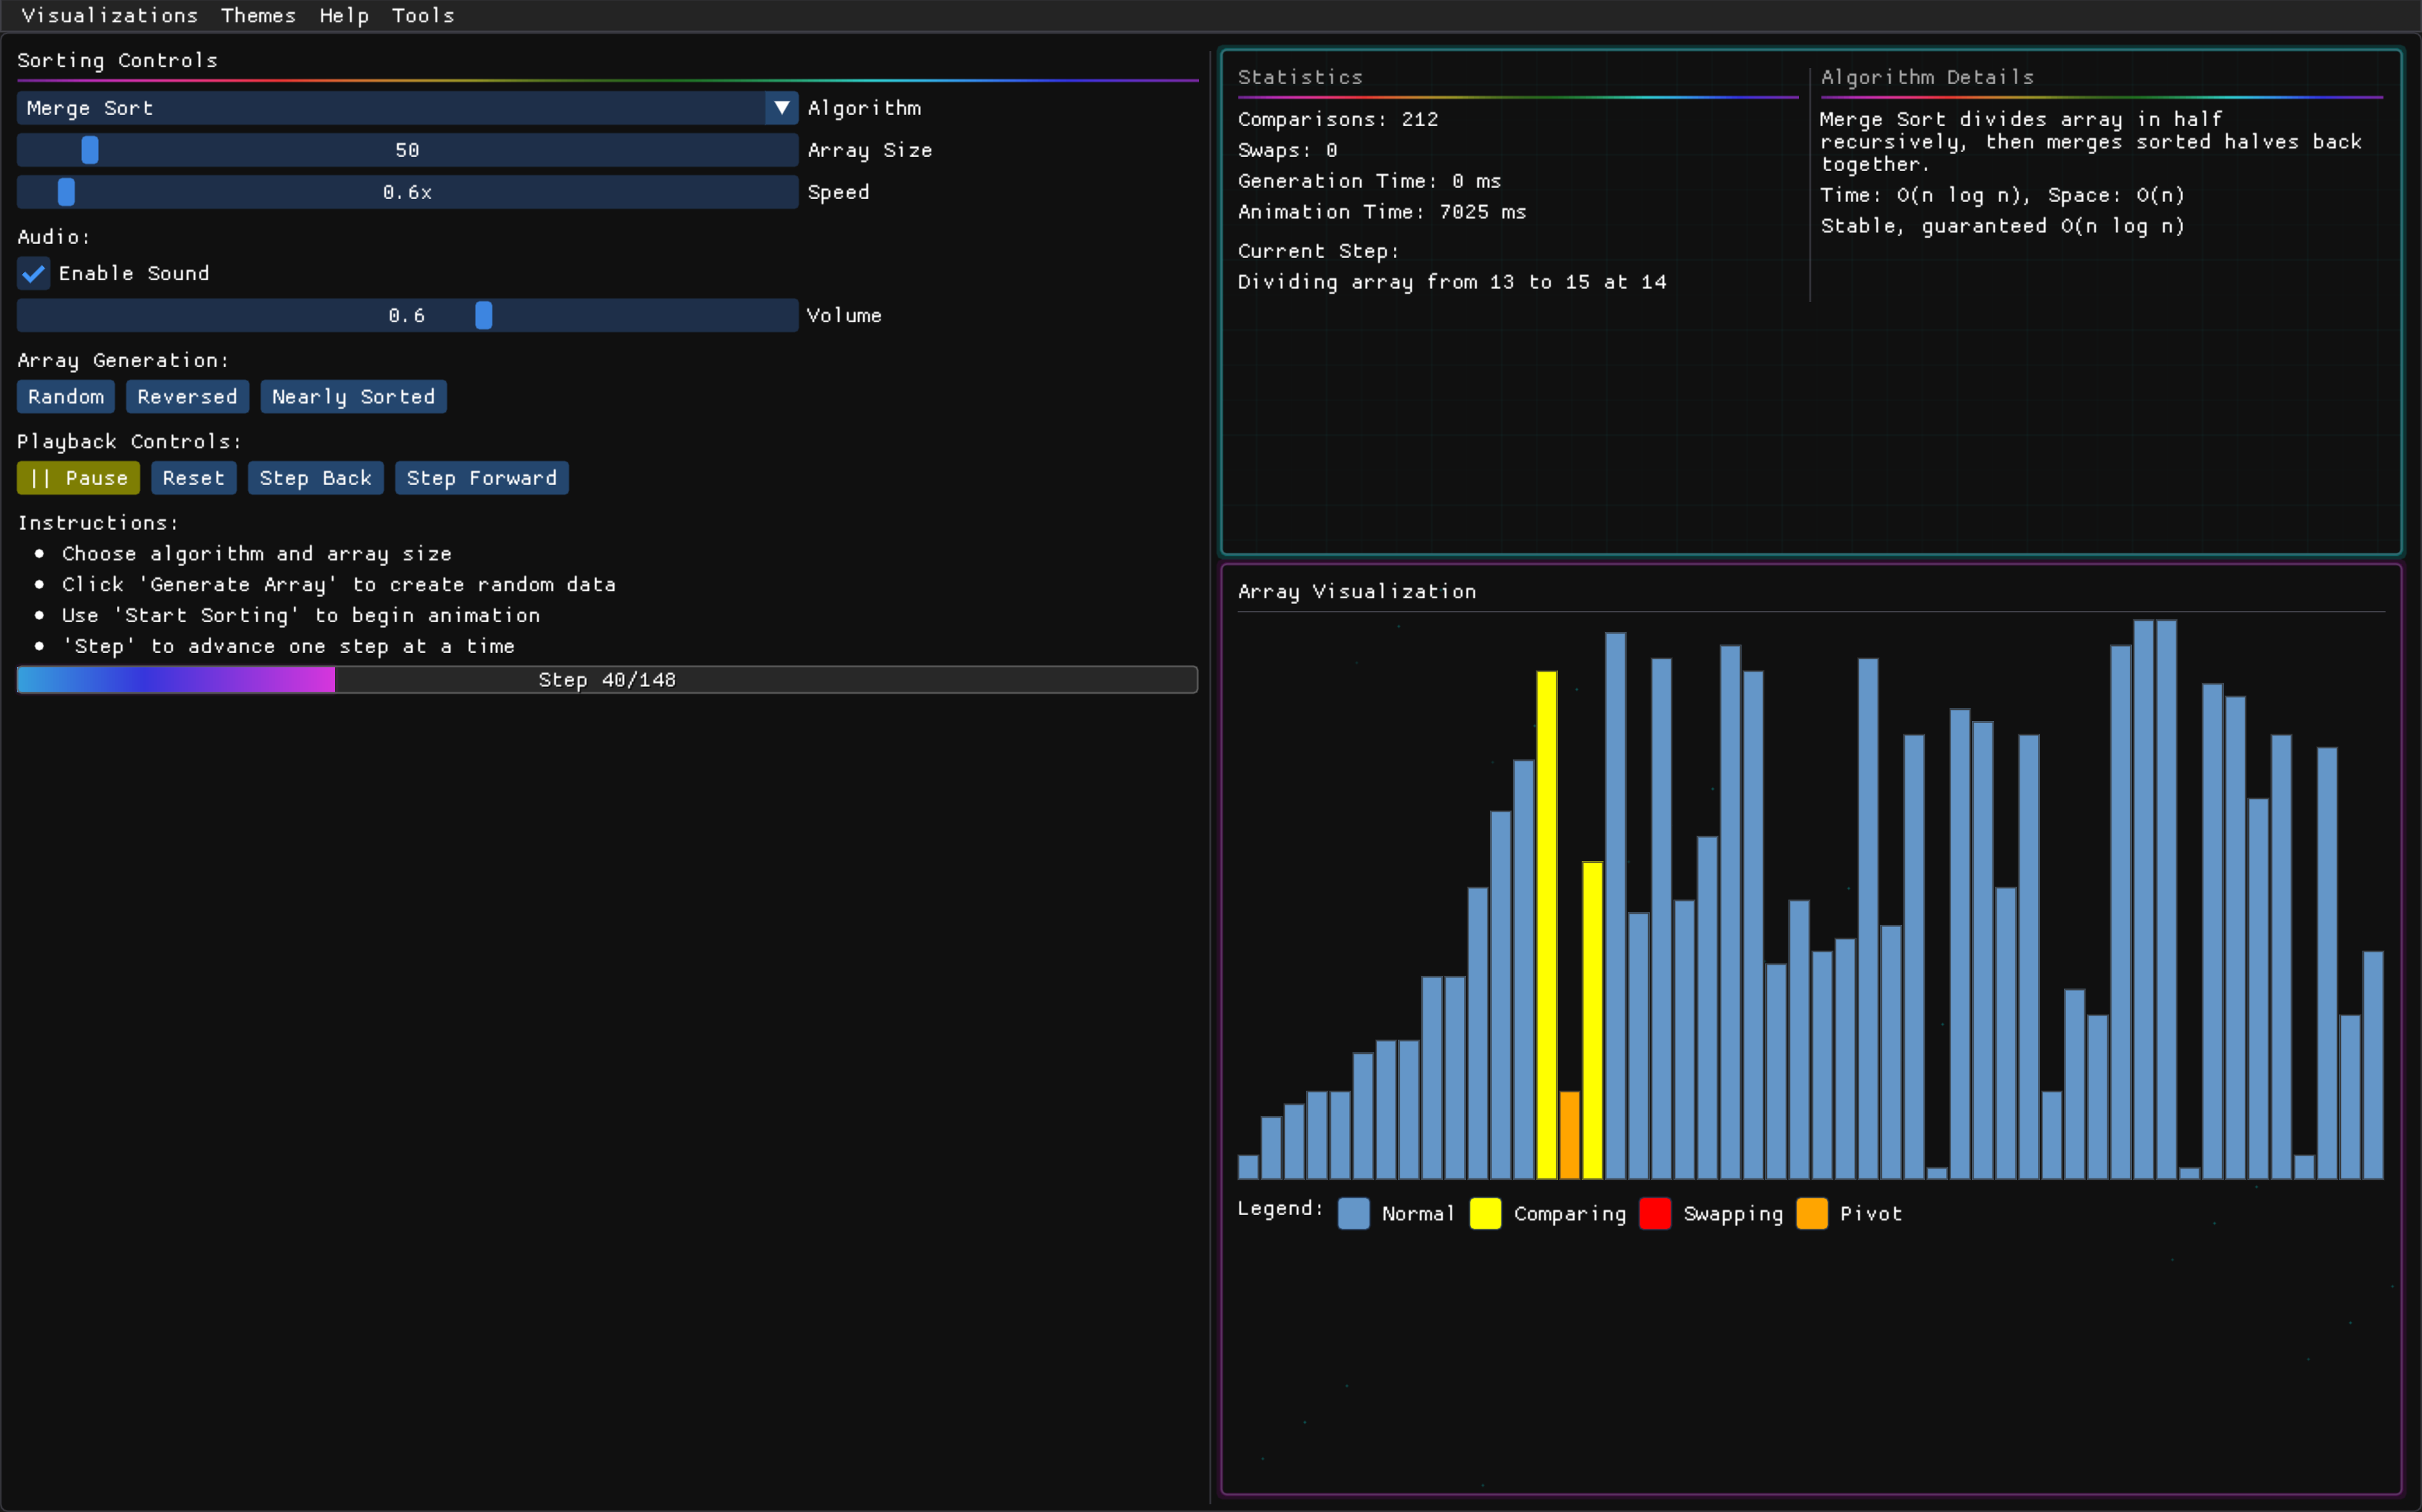 Visualizations Themes Help Tools
Sorting Controls
Merge Sort Algorithm
50 Array Size
0.6x Speed
Audio:
Enable Sound
0.6 Volume
Array Generation:
Random Reversed Nearly Sorted
Playback Controls:
|| Pause Reset Step Back Step Forward
Instructions:
Choose algorithm and array size
Click 'Generate Array' to create random data
Use 'Start Sorting' to begin animation
'Step' to advance one step at a time
Step 40/148
Statistics
Comparisons: 212
Swaps: 0
Generation Time: 0 ms
Animation Time: 7025 ms
Current Step:
Dividing array from 13 to 15 at 14
Algorithm Details
Merge Sort divides array in half
recursively, then merges sorted halves back
together.
Time: O(n log n), Space: O(n)
Stable, guaranteed O(n log n)
Array Visualization
Legend: Normal Comparing Swapping Pivot